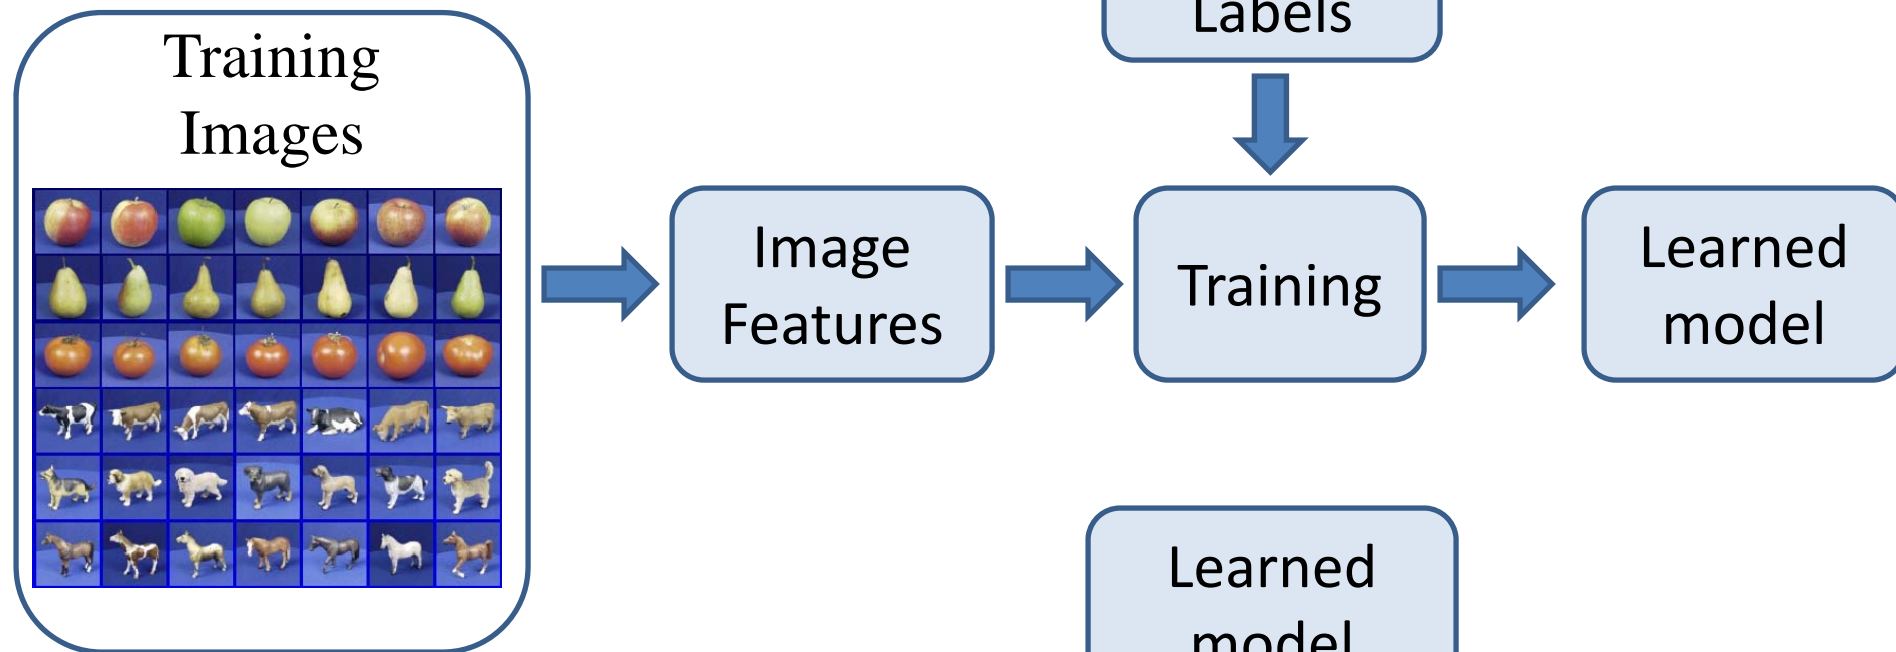 Training
Images
Labels
Image
Features
Training
Learned
model
Learned
model